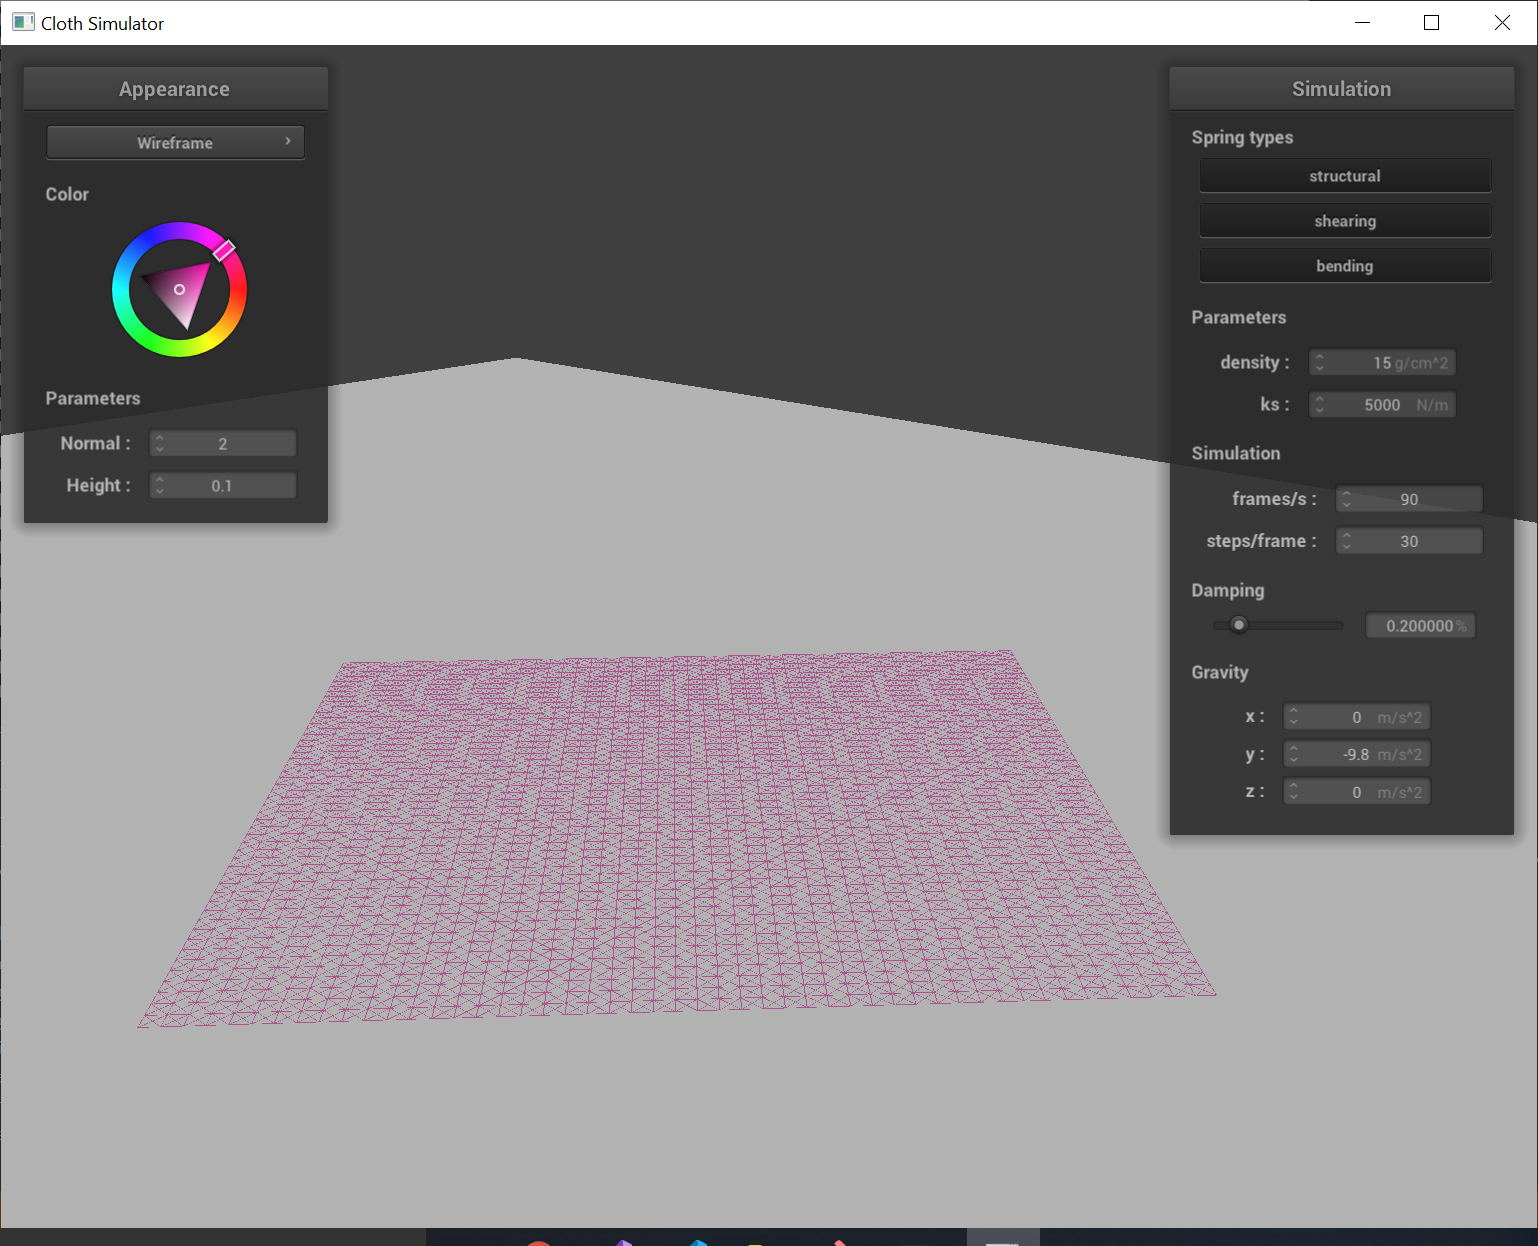 Cloth Simulator
Appearance
Wireframe
Color
Parameters
Normal : 2
Height : 0.1
Simulation
Spring types
structural
shearing
bending
Parameters
density : 15 g/cm^2
ks : 5000 N/m
Simulation
frames/s : 90
steps/frame : 30
Damping
0.200000 %
Gravity
x : 0 m/s^2
y : -9.8 m/s^2
z : 0 m/s^2